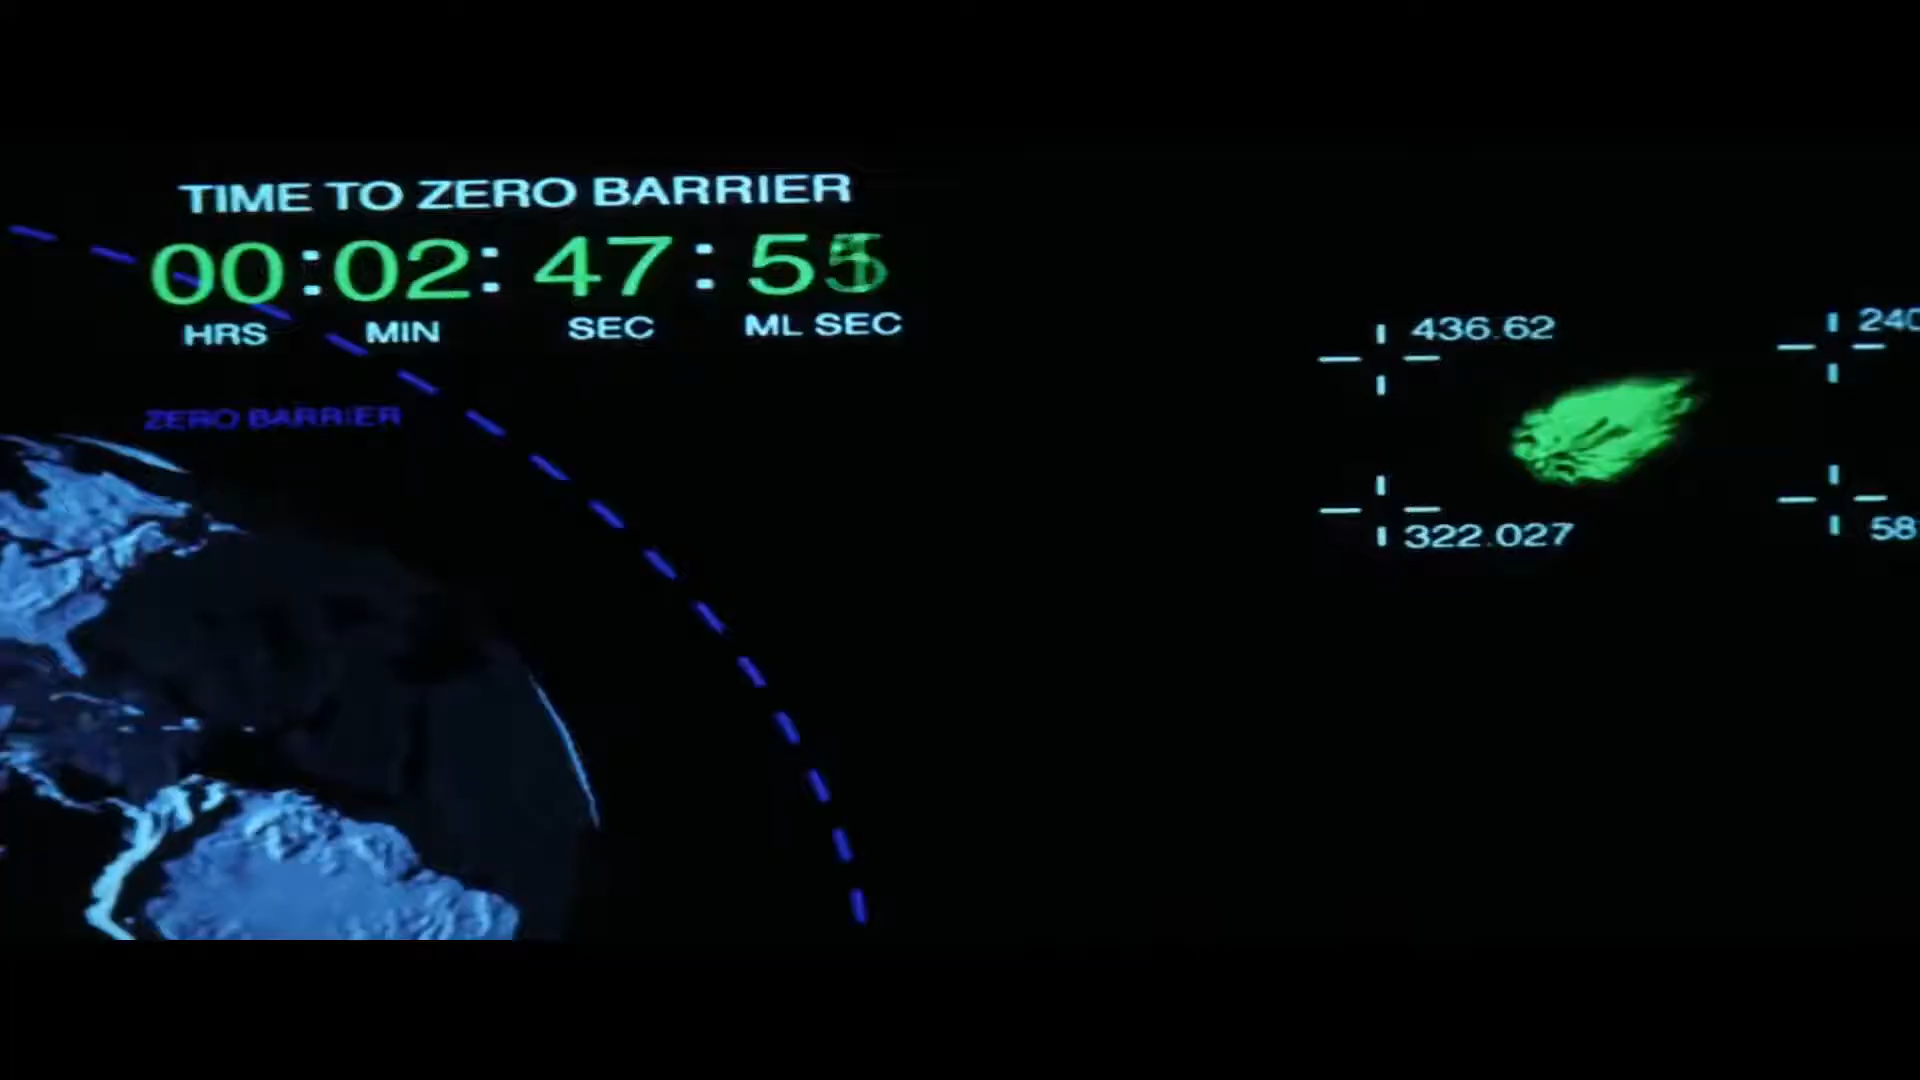 TIME TO ZERO BARRIER
00:02:47:55
HRS MIN SEC ML SEC
ZERO BARRIER
436.62
240
322.027
58